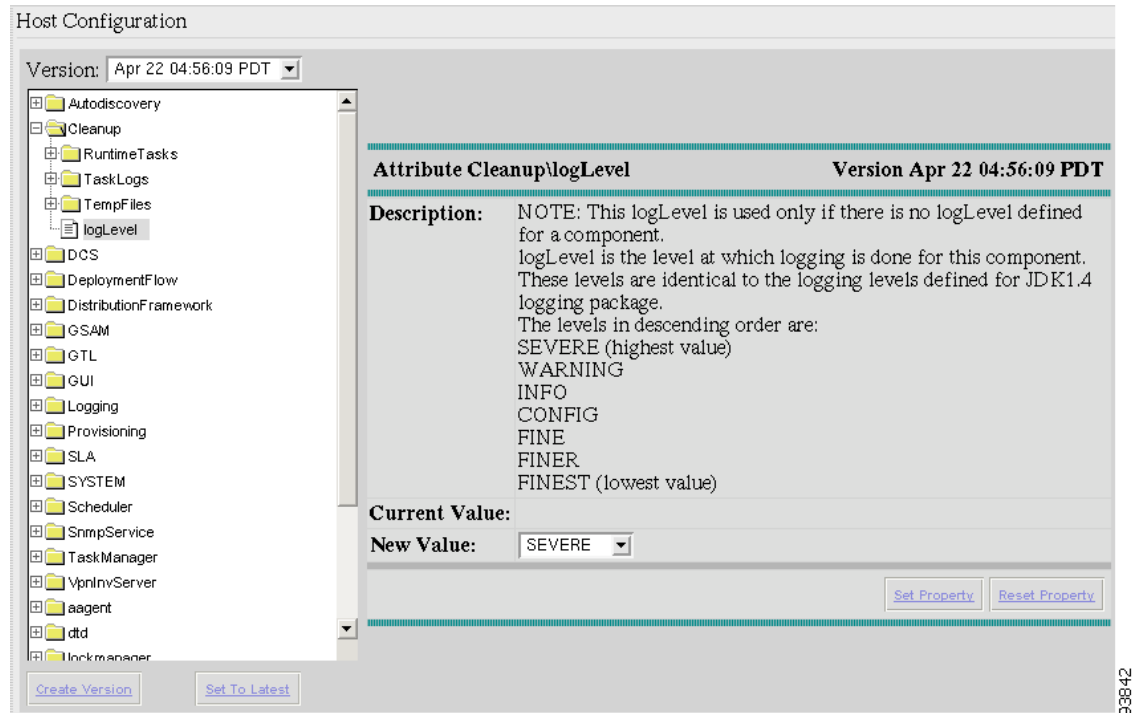 Host Configuration
Version: Apr 22 04:56:09 PDT
Autodiscovery
Cleanup
RuntimeTasks
TaskLogs
TempFiles
logLevel
DCS
DeploymentFlow
DistributionFramework
GSAM
GTL
GUI
Logging
Provisioning
SLA
SYSTEM
Scheduler
SnmpService
TaskManager
VpnInvServer
aagent
dtd
lockmanager
Create Version
Set To Latest
Attribute Cleanup\logLevel
Version Apr 22 04:56:09 PDT
Description:
NOTE: This logLevel is used only if there is no logLevel defined
for a component.
logLevel is the level at which logging is done for this component.
These levels are identical to the logging levels defined for JDK1.4
logging package.
The levels in descending order are:
SEVERE (highest value)
WARNING
INFO
CONFIG
FINE
FINER
FINEST (lowest value)
Current Value:
New Value: SEVERE
Set Property
Reset Property
93842